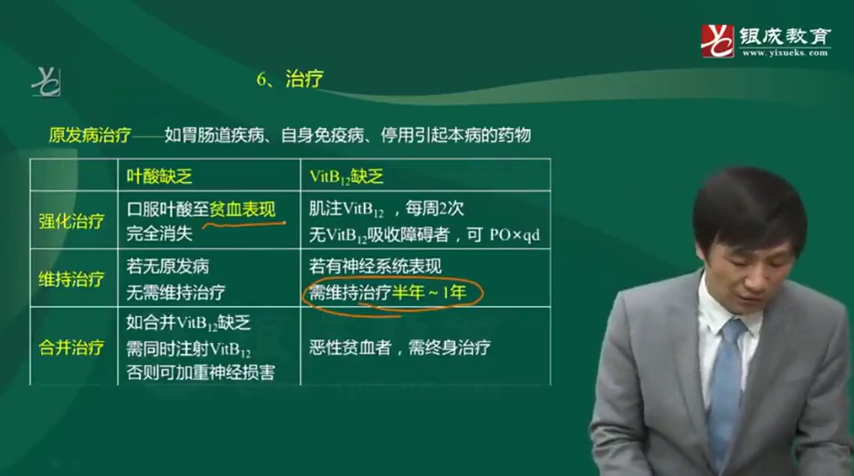 银成教育
www.yixueks.com
6、治疗
原发病治疗——如胃肠道疾病、自身免疫病、停用引起本病的药物
叶酸缺乏
VitB12缺乏
强化治疗
口服叶酸至贫血表现
完全消失
肌注VitB12，每周2次
无VitB12吸收障碍者，可 PO×qd
维持治疗
若无原发病
无需维持治疗
若有神经系统表现
需维持治疗半年～1年
合并治疗
如合并VitB12缺乏
需同时注射VitB12
否则可加重神经损害
恶性贫血者，需终身治疗